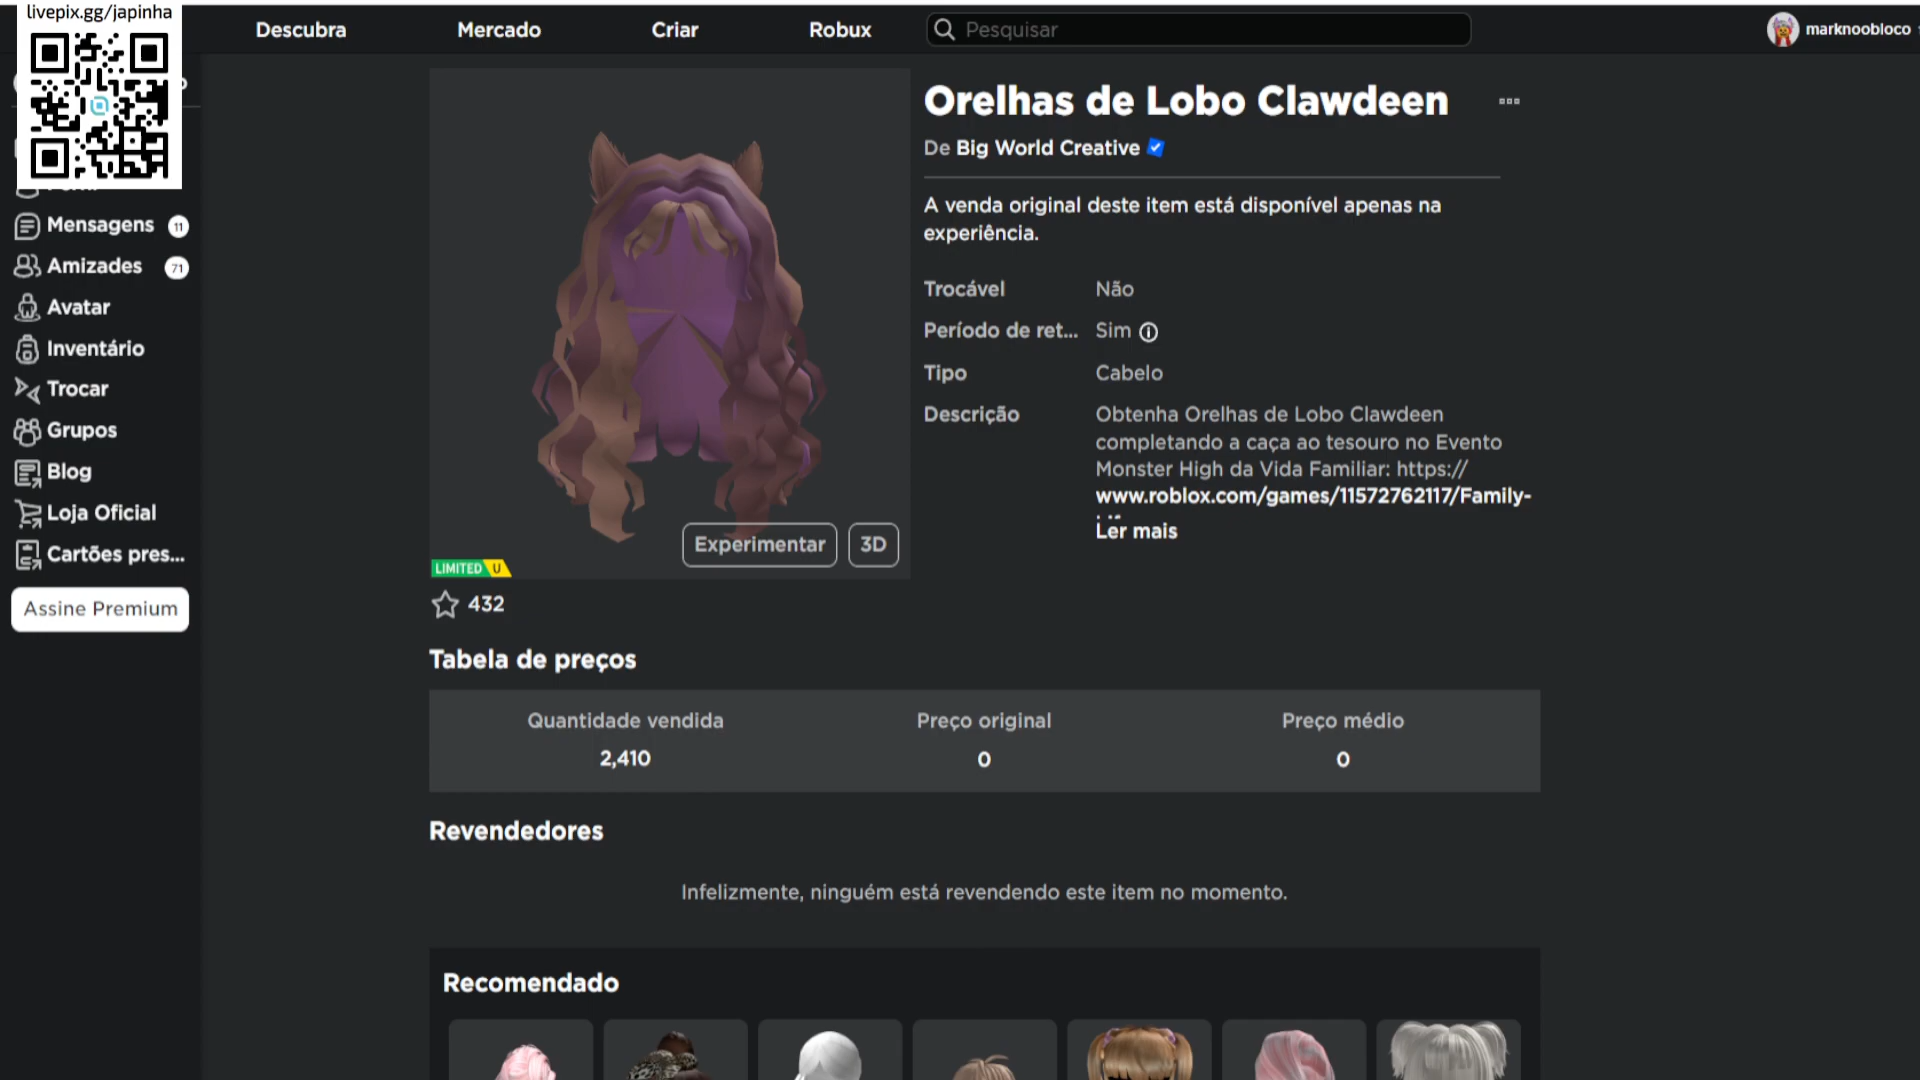 livepix.gg/japinha
Descubra
Mercado
Criar
Robux
Pesquisar
marknoobloco
Mensagens 11
Amizades 71
Avatar
Inventário
Trocar
Grupos
Blog
Loja Oficial
Cartões pres...
Assine Premium
Orelhas de Lobo Clawdeen
De Big World Creative
A venda original deste item está disponível apenas na
experiência.
Trocável Não
Período de ret... Sim
Tipo Cabelo
Descrição Obtenha Orelhas de Lobo Clawdeen
completando a caça ao tesouro no Evento
Monster High da Vida Familiar: https://
www.roblox.com/games/11572762117/Family-
Ler mais
Experimentar
3D
LIMITED U
432
Tabela de preços
Quantidade vendida
2,410
Preço original
0
Preço médio
0
Revendedores
Infelizmente, ninguém está revendendo este item no momento.
Recomendado